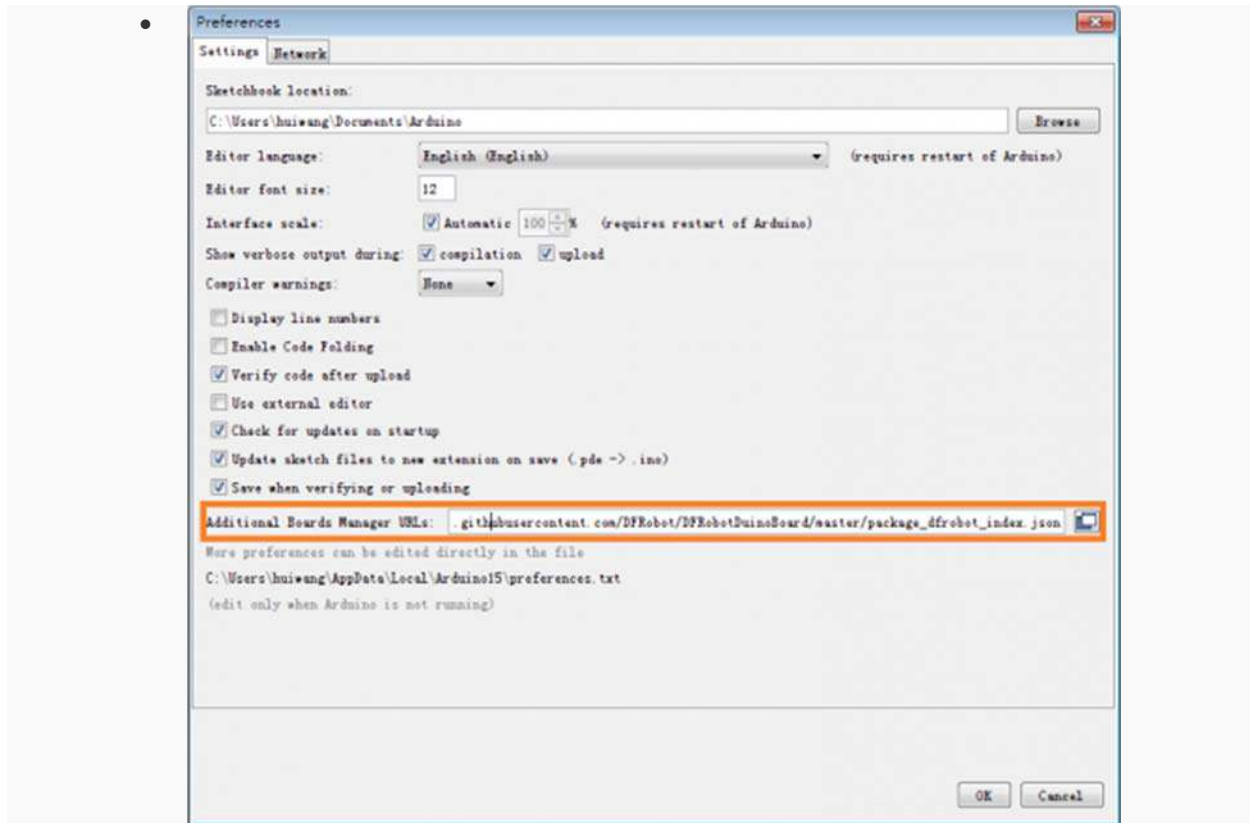 Preferences
Settings Network
Sketchbook location:
C:\Users\huiwang\Documents\Arduino Browse
Editor language: English (English) (requires restart of Arduino)
Editor font size: 12
Interface scale: Automatic 100 % (requires restart of Arduino)
Show verbose output during: compilation upload
Compiler warnings: None
Display line numbers
Enable Code Folding
Verify code after upload
Use external editor
Check for updates on startup
Update sketch files to new extension on save (.pde -> .ino)
Save when verifying or uploading
Additional Boards Manager URLs: .githubusercontent.com/DFRobot/DFRobotDuinoBoard/master/package_dfrobot_index.json
More preferences can be edited directly in the file
C:\Users\huiwang\AppData\Local\Arduino15\preferences.txt
(edit only when Arduino is not running)
OK Cancel